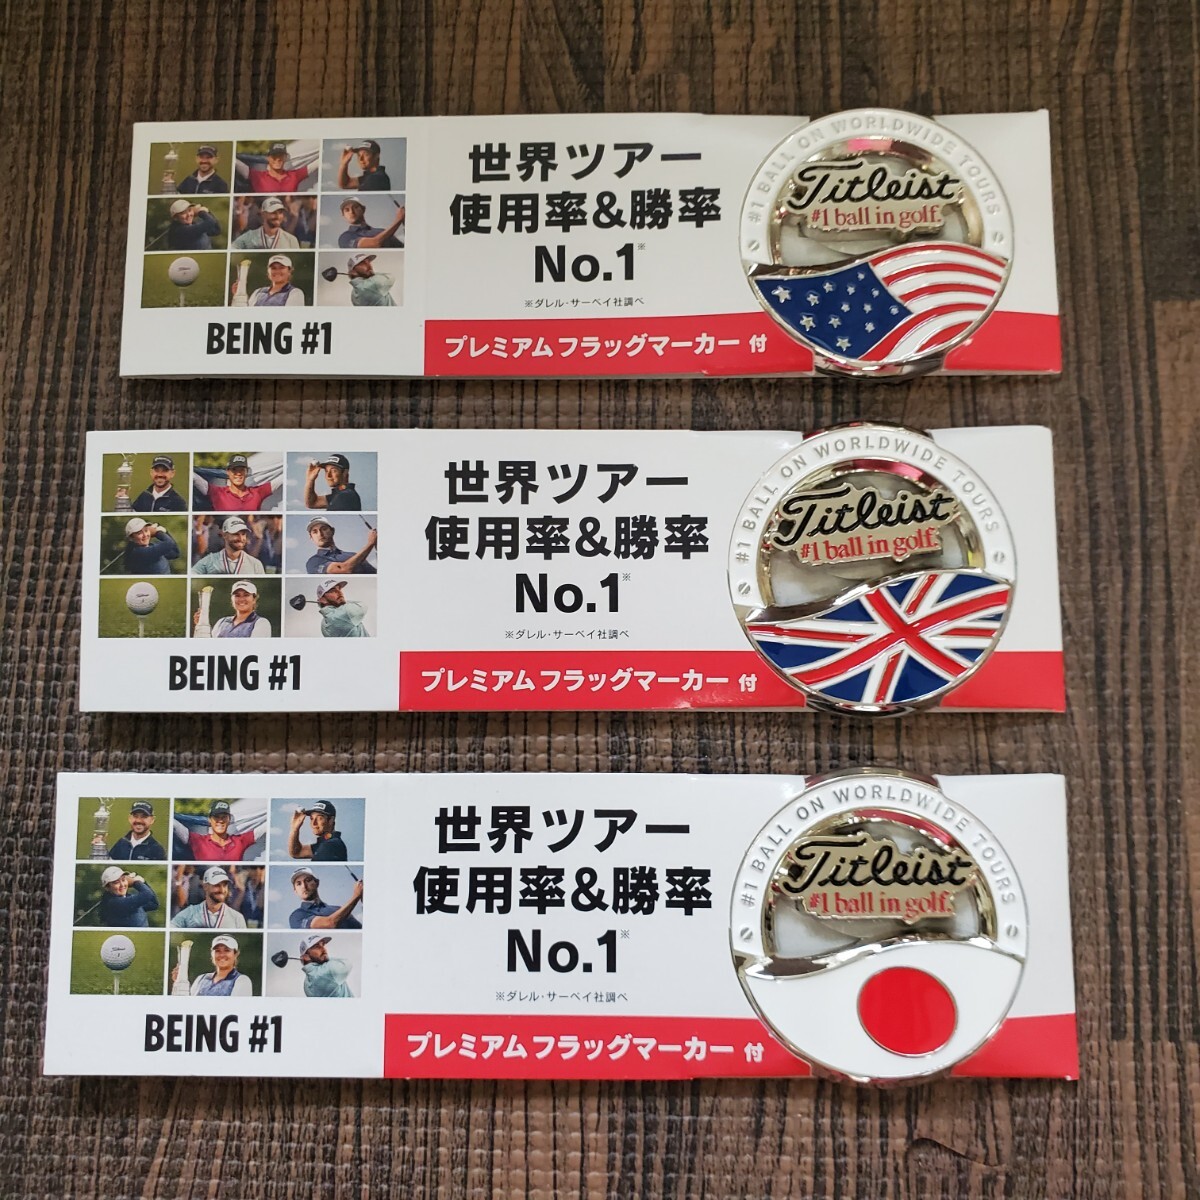 BEING #1
世界ツアー
使用率&勝率
No.1※
※ダレル・サーベイ社調べ
プレミアムフラッグマーカー 付
#1 BALL ON WORLDWIDE TOURS
Titleist
#1 ball in golf.
BEING #1
世界ツアー
使用率&勝率
No.1※
※ダレル・サーベイ社調べ
プレミアムフラッグマーカー 付
#1 BALL ON WORLDWIDE TOURS
Titleist
#1 ball in golf.
BEING #1
世界ツアー
使用率&勝率
No.1※
※ダレル・サーベイ社調べ
プレミアムフラッグマーカー 付
#1 BALL ON WORLDWIDE TOURS
Titleist
#1 ball in golf.